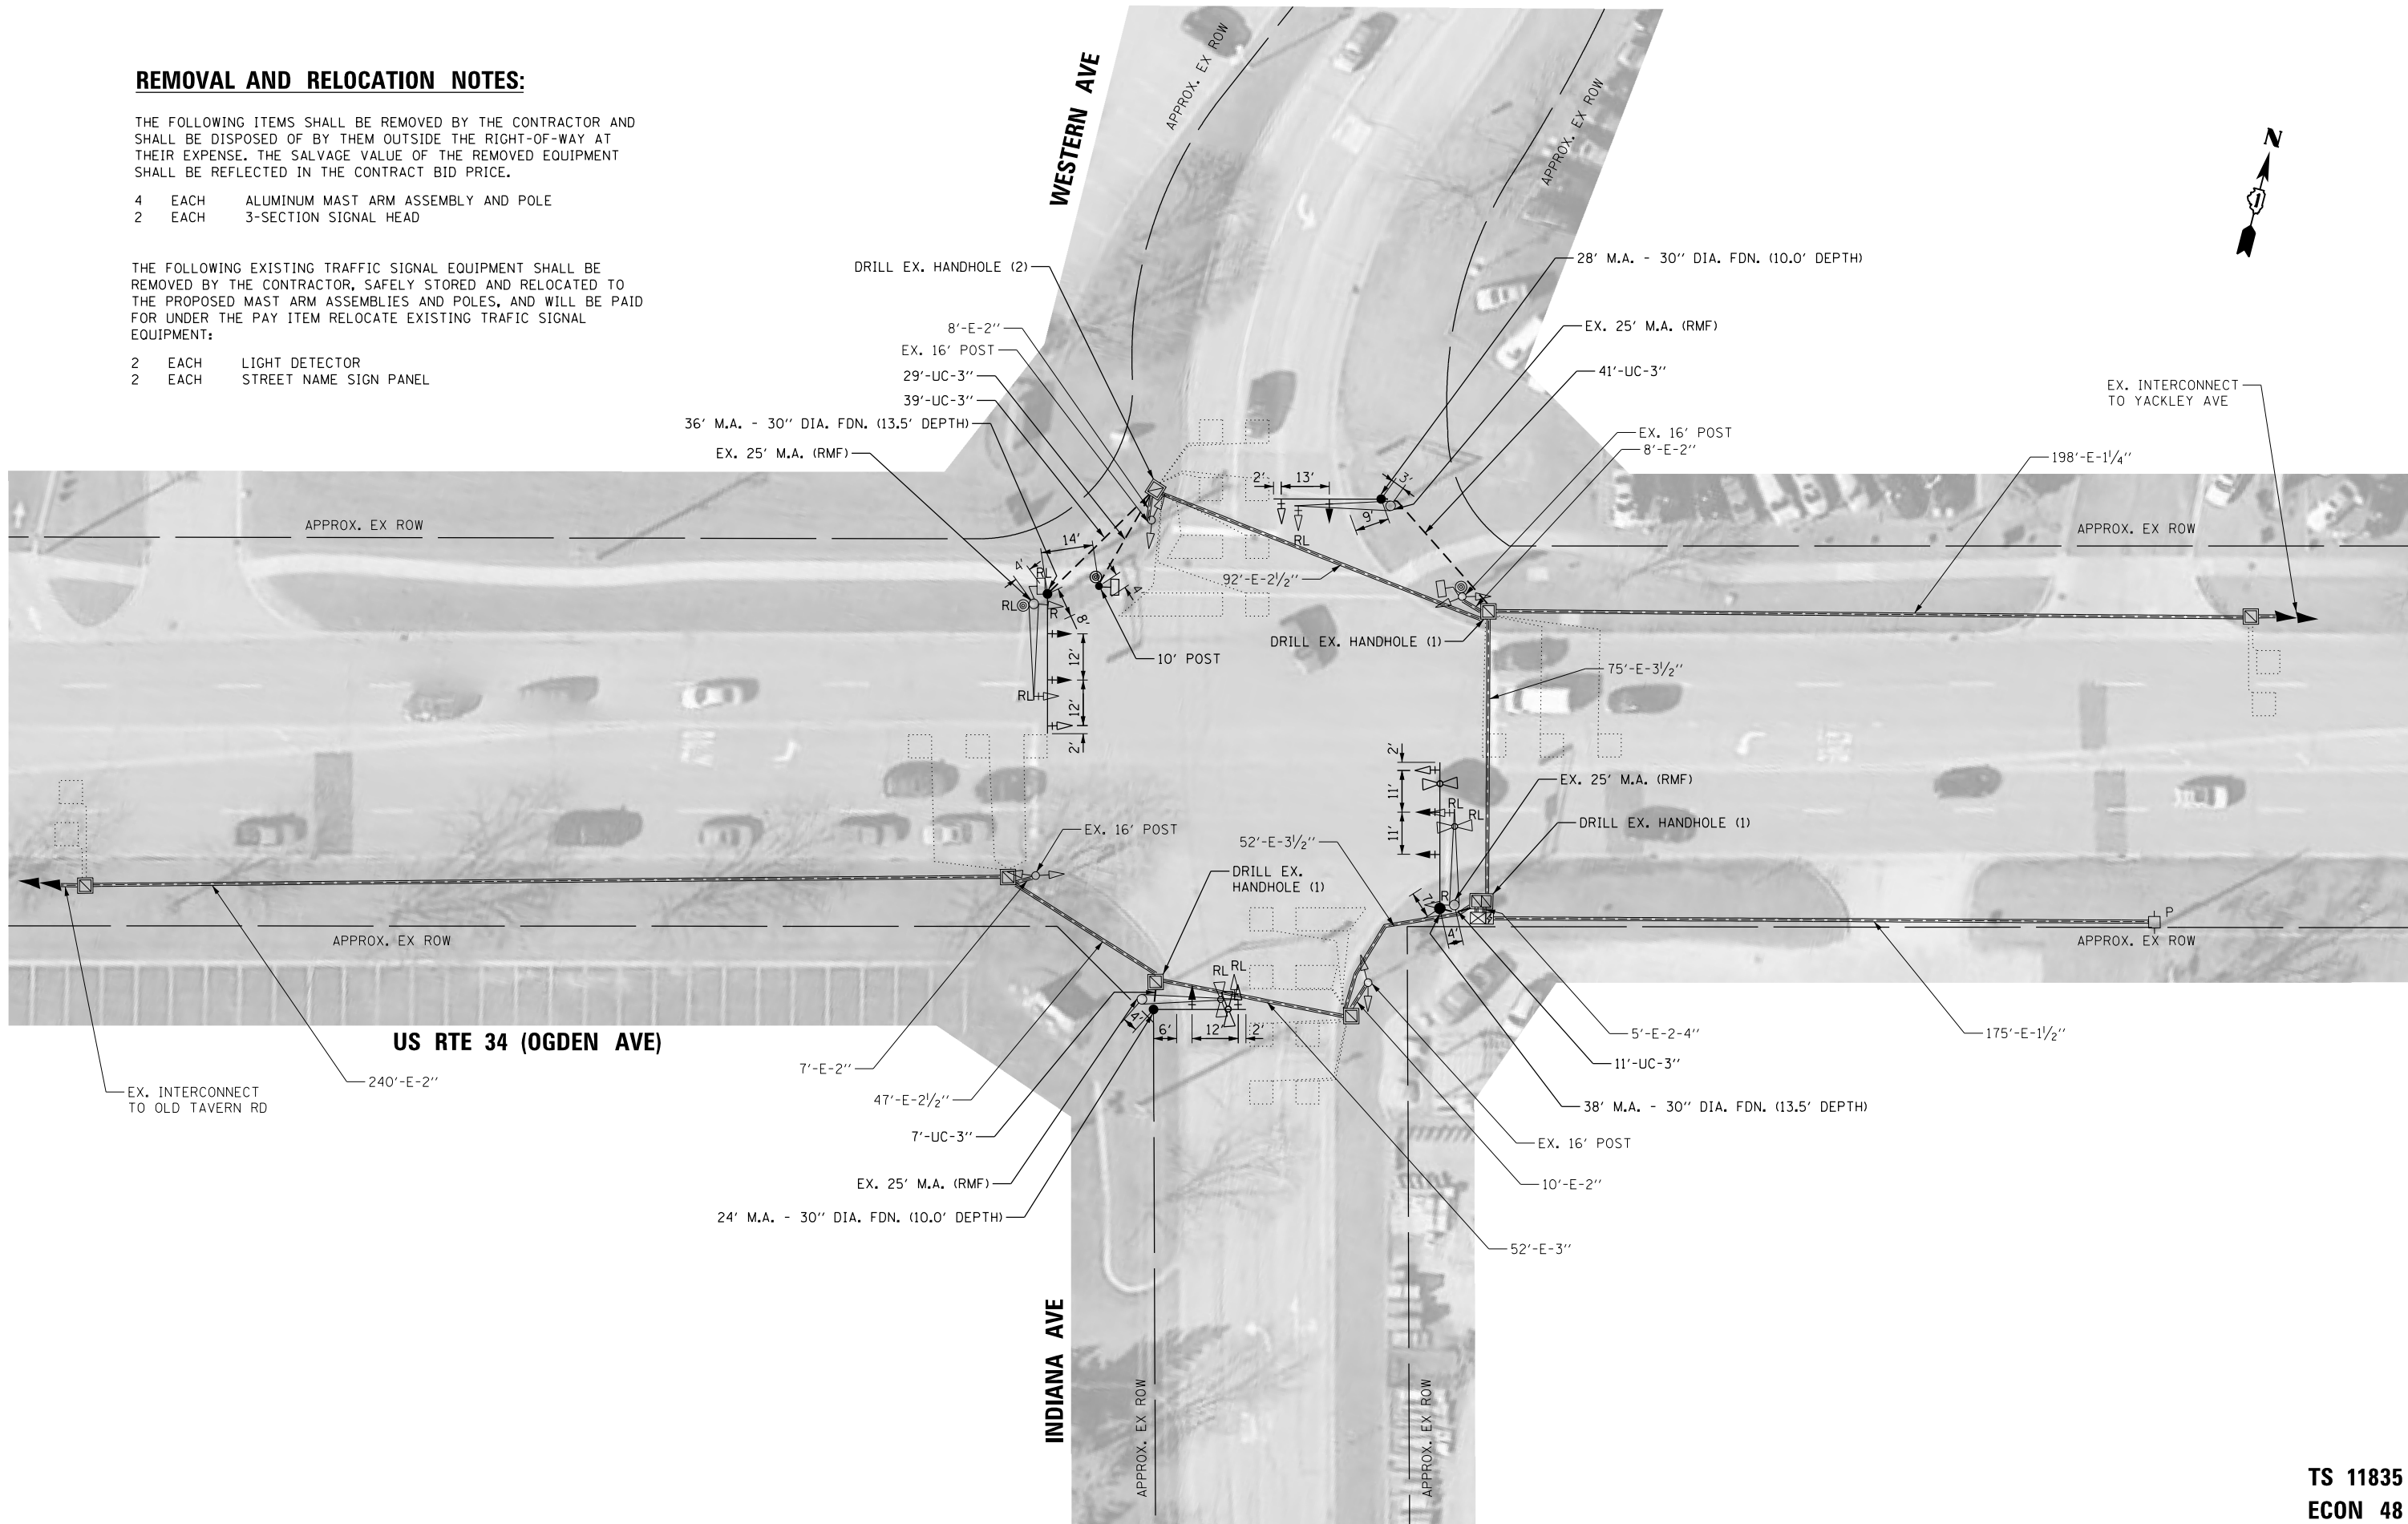 REMOVAL AND RELOCATION NOTES:
THE FOLLOWING ITEMS SHALL BE REMOVED BY THE CONTRACTOR AND
SHALL BE DISPOSED OF BY THEM OUTSIDE THE RIGHT-OF-WAY AT
THEIR EXPENSE. THE SALVAGE VALUE OF THE REMOVED EQUIPMENT
SHALL BE REFLECTED IN THE CONTRACT BID PRICE.
4 EACH ALUMINUM MAST ARM ASSEMBLY AND POLE
2 EACH 3-SECTION SIGNAL HEAD
THE FOLLOWING EXISTING TRAFFIC SIGNAL EQUIPMENT SHALL BE
REMOVED BY THE CONTRACTOR, SAFELY STORED AND RELOCATED TO
THE PROPOSED MAST ARM ASSEMBLIES AND POLES, AND WILL BE PAID
FOR UNDER THE PAY ITEM RELOCATE EXISTING TRAFIC SIGNAL
EQUIPMENT:
2 EACH LIGHT DETECTOR
2 EACH STREET NAME SIGN PANEL
WESTERN AVE
APPROX. EX ROW
APPROX. EX ROW
N
1
DRILL EX. HANDHOLE (2)
8'-E-2''
EX. 16' POST
29'-UC-3''
39'-UC-3''
36' M.A. - 30'' DIA. FDN. (13.5' DEPTH)
EX. 25' M.A. (RMF)
28' M.A. - 30'' DIA. FDN. (10.0' DEPTH)
EX. 25' M.A. (RMF)
41'-UC-3''
EX. 16' POST
8'-E-2''
198'-E-1¼''
EX. INTERCONNECT
TO YACKLEY AVE
APPROX. EX ROW
APPROX. EX ROW
2'
13'
3'
9'
RL
14'
4'
RL
RL
R
8'
4'
12'
12'
2'
RL
10' POST
92'-E-2½''
DRILL EX. HANDHOLE (1)
75'-E-3½''
2'
11'
11'
RL
RL
EX. 25' M.A. (RMF)
DRILL EX. HANDHOLE (1)
52'-E-3½''
EX. 16' POST
DRILL EX.
HANDHOLE (1)
R
7'
4'
P
APPROX. EX ROW
APPROX. EX ROW
RL
RL
4'
6'
12'
2'
US RTE 34 (OGDEN AVE)
EX. INTERCONNECT
TO OLD TAVERN RD
240'-E-2''
7'-E-2''
47'-E-2½''
7'-UC-3''
EX. 25' M.A. (RMF)
24' M.A. - 30'' DIA. FDN. (10.0' DEPTH)
5'-E-2-4''
175'-E-1½''
11'-UC-3''
38' M.A. - 30'' DIA. FDN. (13.5' DEPTH)
EX. 16' POST
10'-E-2''
52'-E-3''
INDIANA AVE
APPROX. EX ROW
APPROX. EX ROW
TS 11835
ECON 48